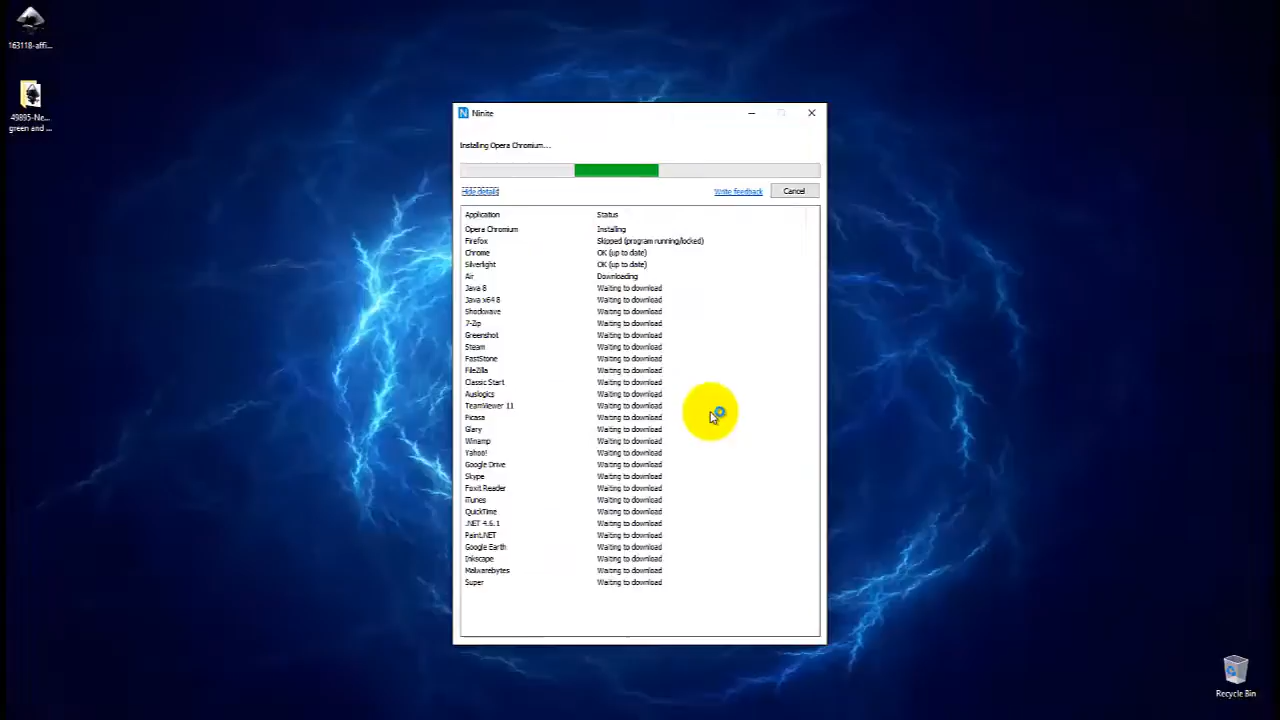 163118-affi...
49895-Ne...
green and ...
Ninite
Installing Opera Chromium...
Hide details
Write feedback
Cancel
Application Status
Opera Chromium Installing
Firefox Skipped (program running/locked)
Chrome OK (up to date)
Silverlight OK (up to date)
Air Downloading
Java 8 Waiting to download
Java x64 8 Waiting to download
Shockwave Waiting to download
7-Zip Waiting to download
Greenshot Waiting to download
Steam Waiting to download
FastStone Waiting to download
FileZilla Waiting to download
Classic Start Waiting to download
Auslogics Waiting to download
TeamViewer 11 Waiting to download
Picasa Waiting to download
Glary Waiting to download
Winamp Waiting to download
Yahoo! Waiting to download
Google Drive Waiting to download
Skype Waiting to download
Foxit Reader Waiting to download
iTunes Waiting to download
QuickTime Waiting to download
.NET 4.6.1 Waiting to download
Paint.NET Waiting to download
Google Earth Waiting to download
Inkscape Waiting to download
Malwarebytes Waiting to download
Super Waiting to download
Recycle Bin